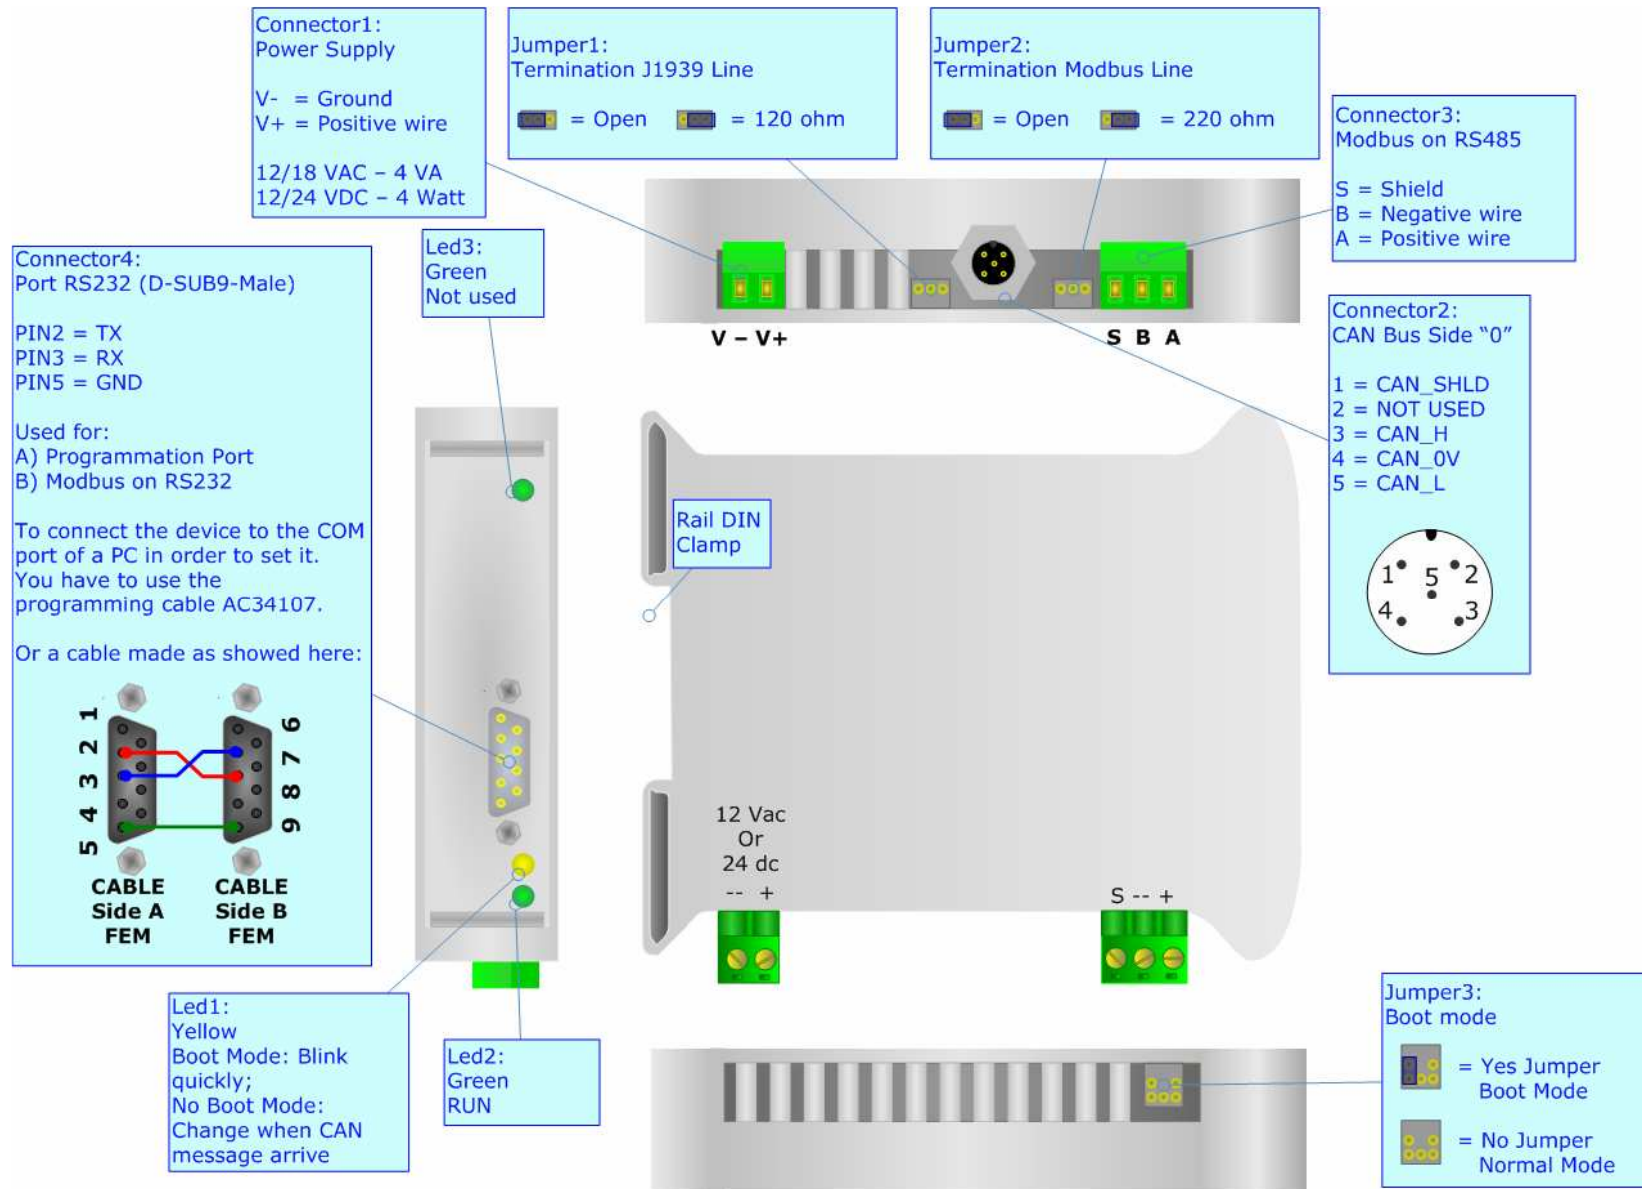 Connector1:
Power Supply
V- = Ground
V+ = Positive wire
12/18 VAC – 4 VA
12/24 VDC – 4 Watt
Jumper1:
Termination J1939 Line
= Open = 120 ohm
Jumper2:
Termination Modbus Line
= Open = 220 ohm
Connector3:
Modbus on RS485
S = Shield
B = Negative wire
A = Positive wire
Connector4:
Port RS232 (D-SUB9-Male)
PIN2 = TX
PIN3 = RX
PIN5 = GND
Used for:
A) Programmation Port
B) Modbus on RS232
To connect the device to the COM
port of a PC in order to set it.
You have to use the
programming cable AC34107.
Or a cable made as showed here:
1
2
3
4
5
6
7
8
9
CABLE
Side A
FEM
CABLE
Side B
FEM
Led3:
Green
Not used
V – V+
S B A
Connector2:
CAN Bus Side “0”
1 = CAN_SHLD
2 = NOT USED
3 = CAN_H
4 = CAN_0V
5 = CAN_L
1 5 2
4 3
Rail DIN
Clamp
12 Vac
Or
24 dc
-- +
S -- +
Led1:
Yellow
Boot Mode: Blink
quickly;
No Boot Mode:
Change when CAN
message arrive
Led2:
Green
RUN
Jumper3:
Boot mode
= Yes Jumper
Boot Mode
= No Jumper
Normal Mode